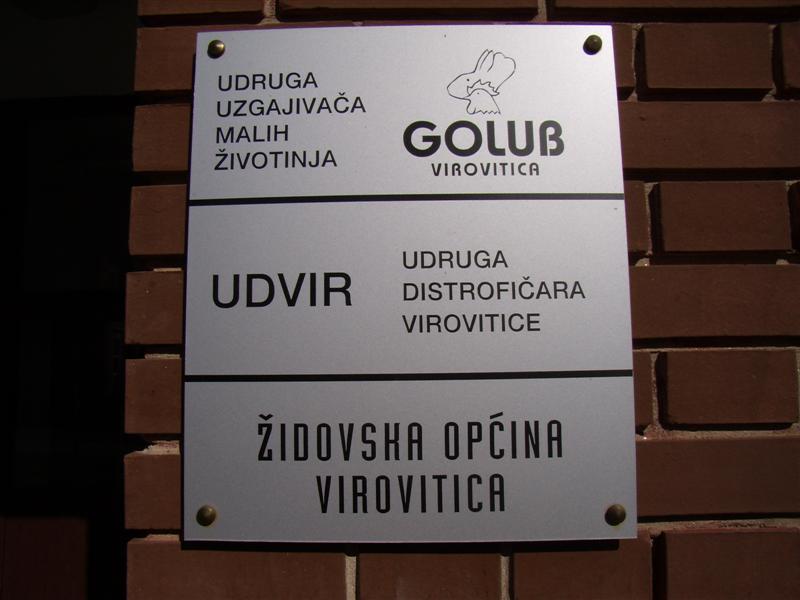 UDRUGA
UZGAJIVAČA
MALIH
ŽIVOTINJA
GOLUB
VIROVITICA
UDVIR
UDRUGA
DISTROFIČARA
VIROVITICE
ŽIDOVSKA OPĆINA
VIROVITICA